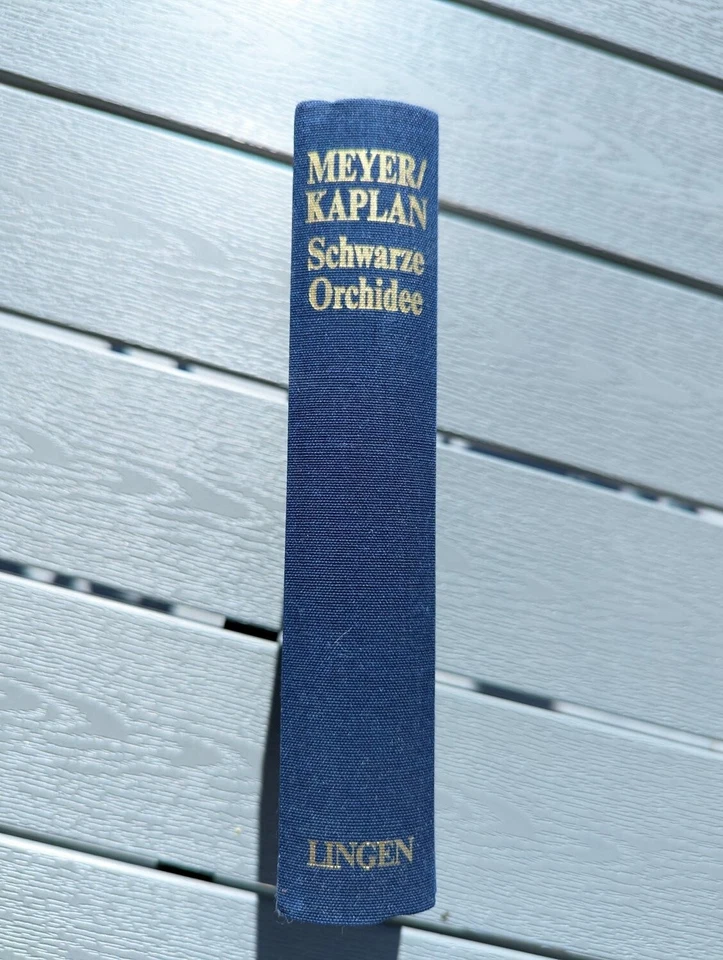 MEYER/
KAPLAN
Schwarze
Orchidee
LINGEN